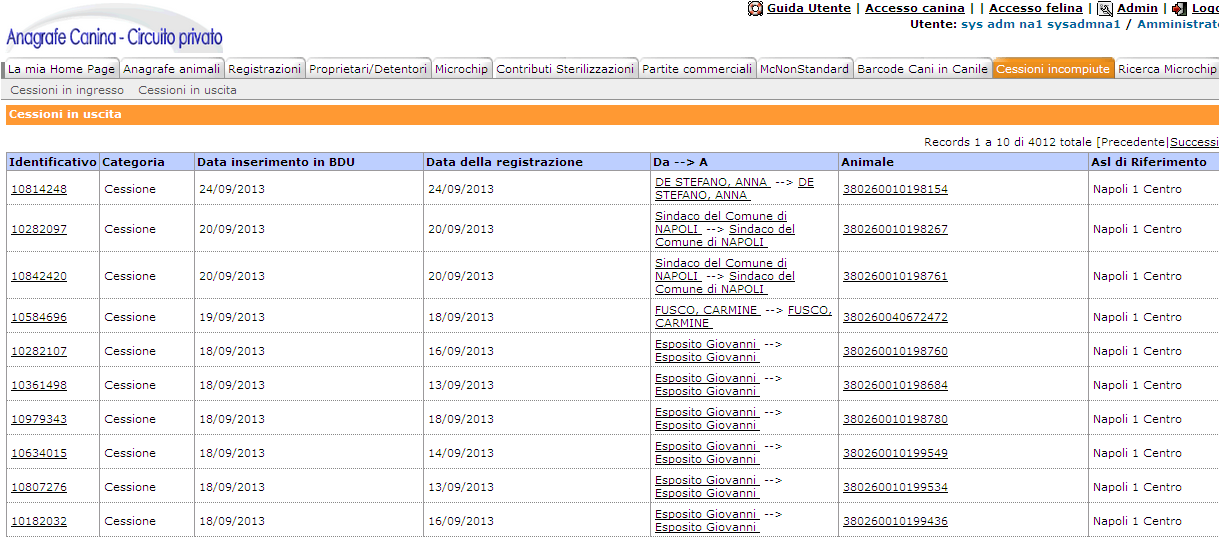 Guida Utente | Accesso canina | | Accesso felina | Admin |
Utente: sys adm na1 sysadmna1 /
Anagrafe Canina - Circuito privato
La mia Home Page Anagrafe animali Registrazioni Proprietari/Detentori Microchip Contributi Sterilizzazioni Partite commerciali McNonStandard Barcode Cani in Canile Cessioni incompiute Ricerca Microchip
Cessioni in ingresso Cessioni in uscita
Cessioni in uscita
Records 1 a 10 di 4012 totale [Precedente|
Identificativo Categoria Data inserimento in BDU Data della registrazione Da --> A Animale Asl di Riferimento
10814248 Cessione 24/09/2013 24/09/2013 DE STEFANO, ANNA --> DE 380260010198154 Napoli 1 Centro
STEFANO, ANNA
10282097 Cessione 20/09/2013 20/09/2013 Sindaco del Comune di 380260010198267 Napoli 1 Centro
NAPOLI --> Sindaco del
Comune di NAPOLI
10842420 Cessione 20/09/2013 20/09/2013 Sindaco del Comune di 380260010198761 Napoli 1 Centro
NAPOLI --> Sindaco del
Comune di NAPOLI
10584696 Cessione 19/09/2013 18/09/2013 FUSCO, CARMINE --> FUSCO, 380260040672472 Napoli 1 Centro
CARMINE
10282107 Cessione 18/09/2013 16/09/2013 Esposito Giovanni --> 380260010198760 Napoli 1 Centro
Esposito Giovanni
10361498 Cessione 18/09/2013 13/09/2013 Esposito Giovanni --> 380260010198684 Napoli 1 Centro
Esposito Giovanni
10979343 Cessione 18/09/2013 18/09/2013 Esposito Giovanni --> 380260010198780 Napoli 1 Centro
Esposito Giovanni
10634015 Cessione 18/09/2013 14/09/2013 Esposito Giovanni --> 380260010199549 Napoli 1 Centro
Esposito Giovanni
10807276 Cessione 18/09/2013 13/09/2013 Esposito Giovanni --> 380260010199534 Napoli 1 Centro
Esposito Giovanni
10182032 Cessione 18/09/2013 16/09/2013 Esposito Giovanni --> 380260010199436 Napoli 1 Centro
Esposito Giovanni